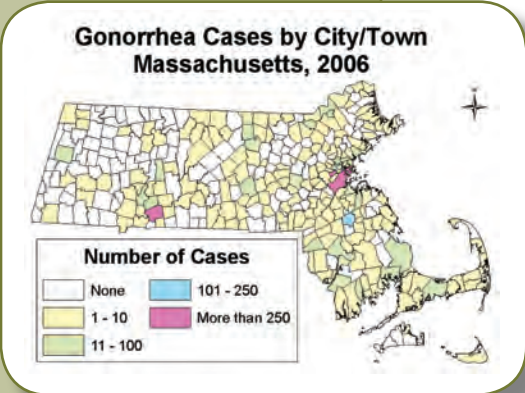 Gonorrhea Cases by City/Town
Massachusetts, 2006
Number of Cases
None
101 - 250
1 - 10
More than 250
11 - 100